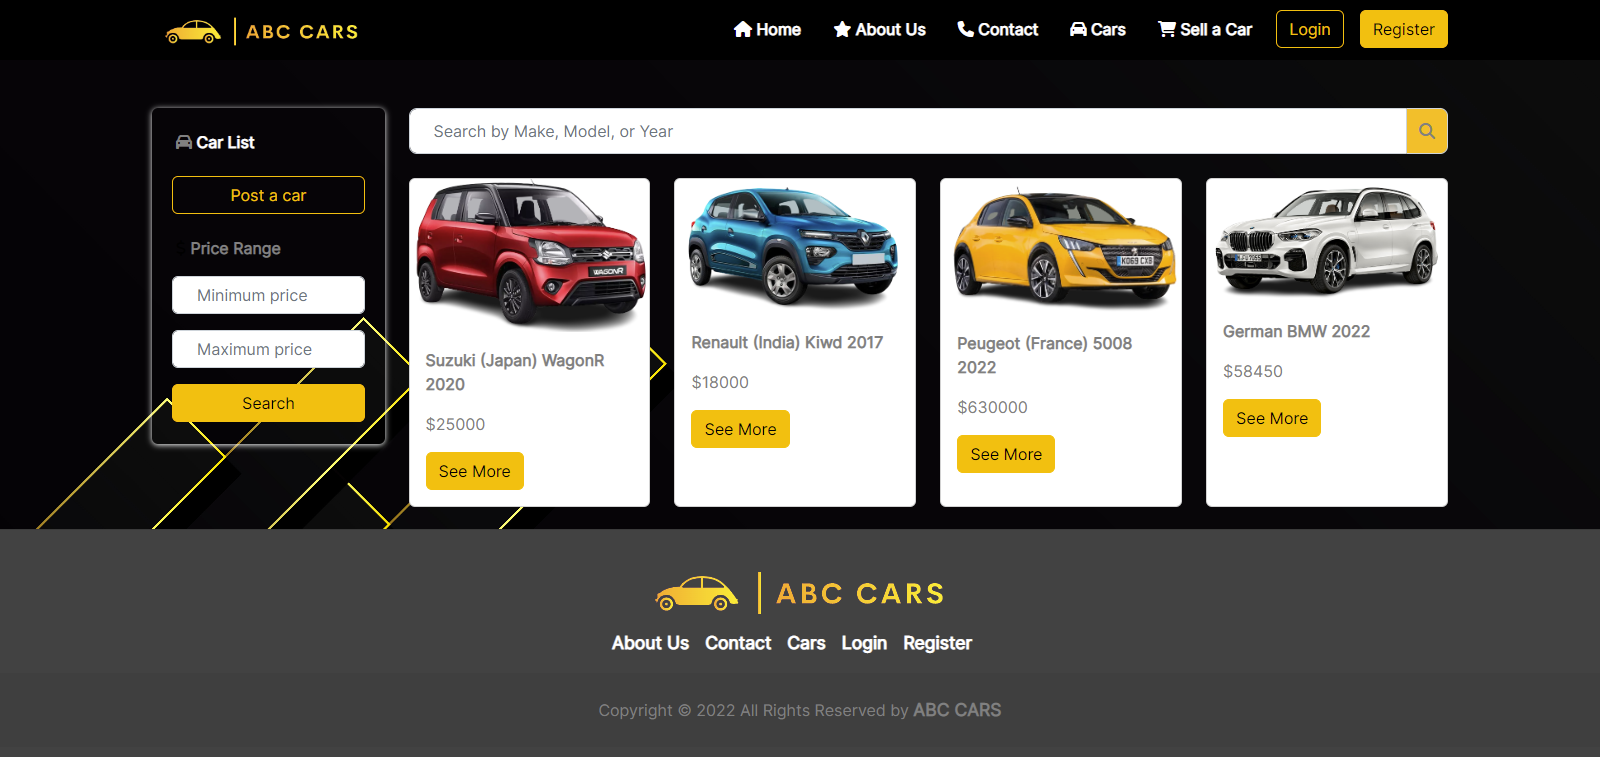 ABC CARS
Home About Us Contact Cars Sell a Car Login Register
Car List
Post a car
Price Range
Minimum price
Maximum price
Search
Search by Make, Model, or Year
WAGONR
Suzuki (Japan) WagonR
2020
$25000
See More
Renault (India) Kiwd 2017
$18000
See More
KO69 CXB
Peugeot (France) 5008
2022
$630000
See More
German BMW 2022
$58450
See More
ABC CARS
About Us Contact Cars Login Register
Copyright © 2022 All Rights Reserved by ABC CARS